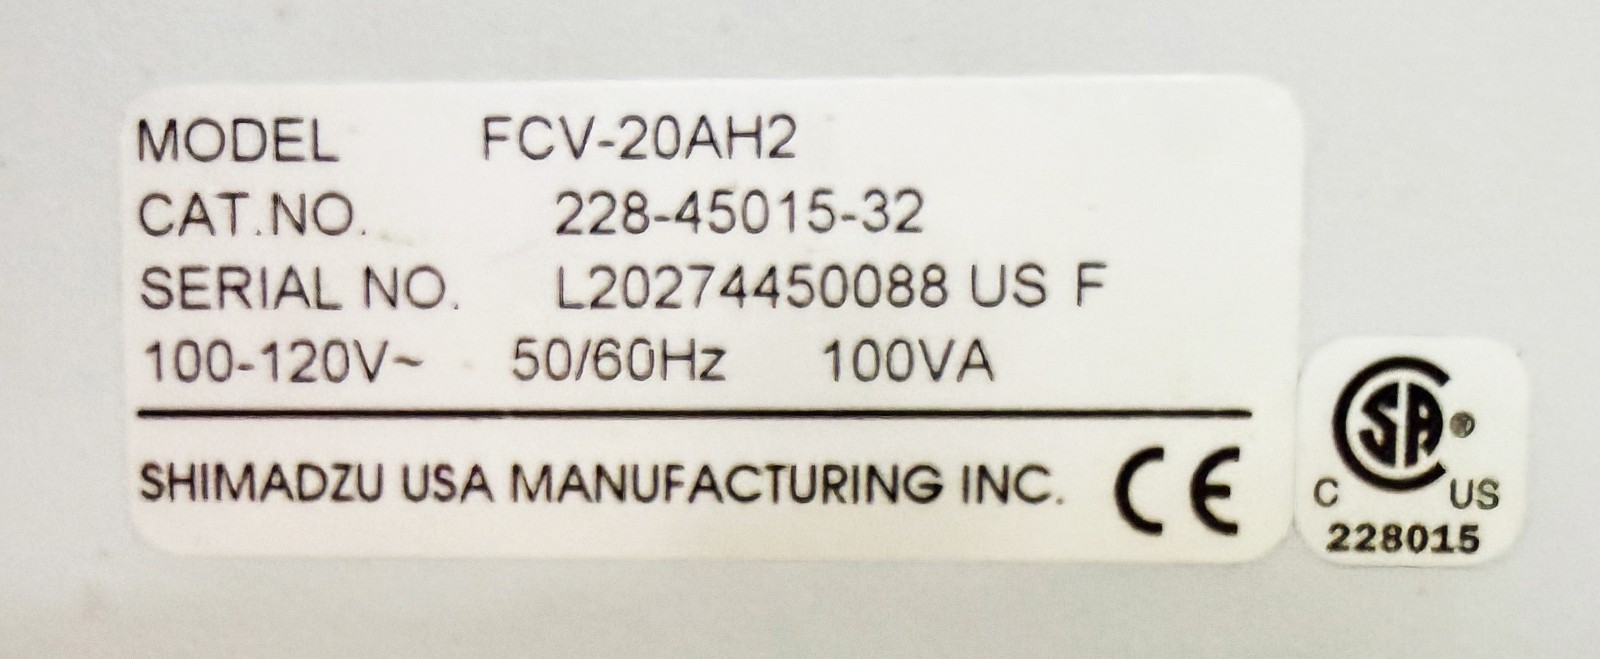 MODEL FCV-20AH2
CAT.NO. 228-45015-32
SERIAL NO. L20274450088 US F
100-120V~ 50/60Hz 100VA
SHIMADZU USA MANUFACTURING INC. CE
SA ®
C US
228015